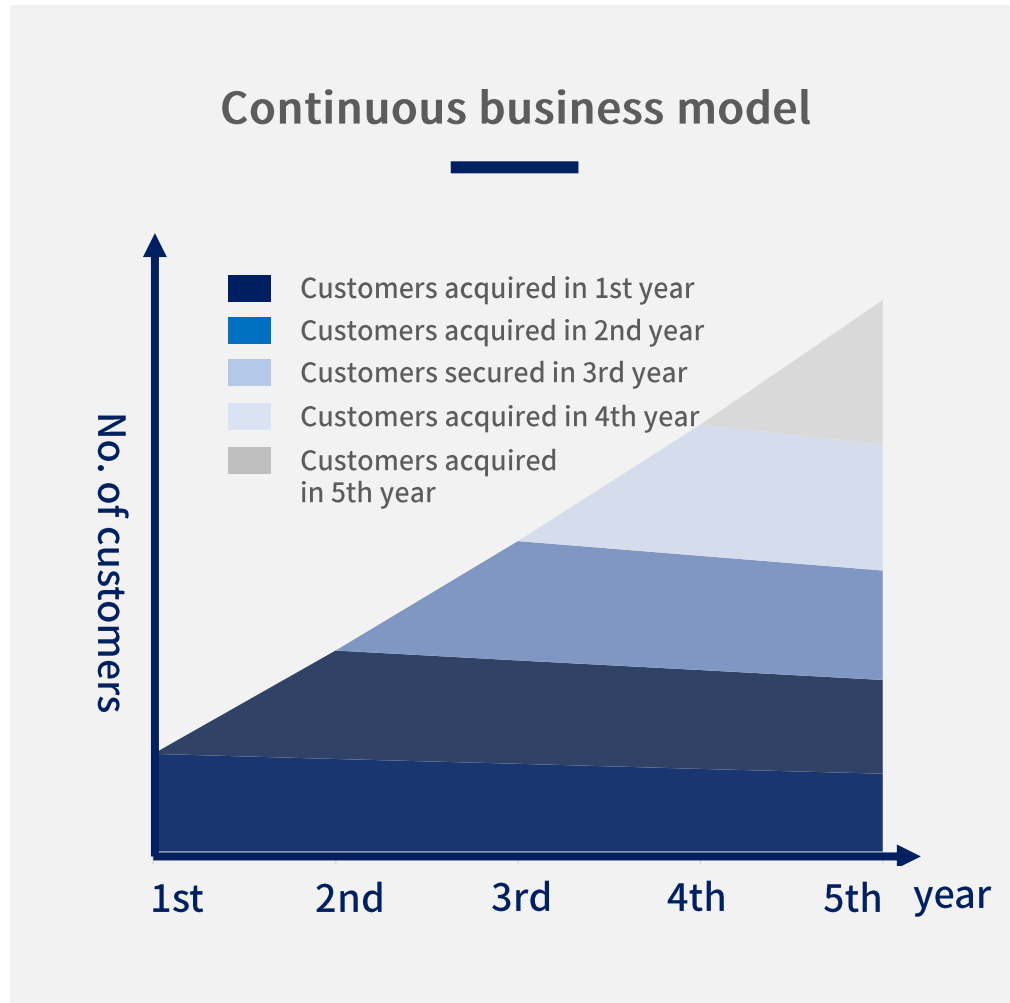 Continuous business model
Customers acquired in 1st year
Customers acquired in 2nd year
Customers secured in 3rd year
Customers acquired in 4th year
Customers acquired
in 5th year
No. of customers
1st 2nd 3rd 4th 5th year